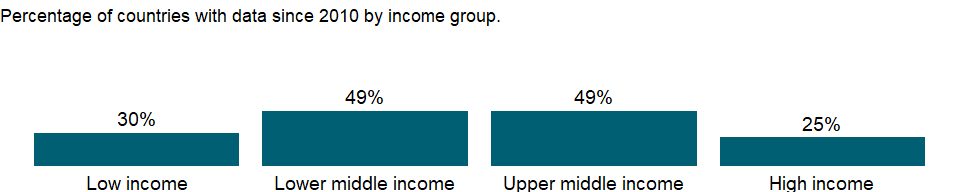 Percentage of countries with data since 2010 by income group.
49% 49%
30% 25%
Low income Lower middle income Upper middle income High income